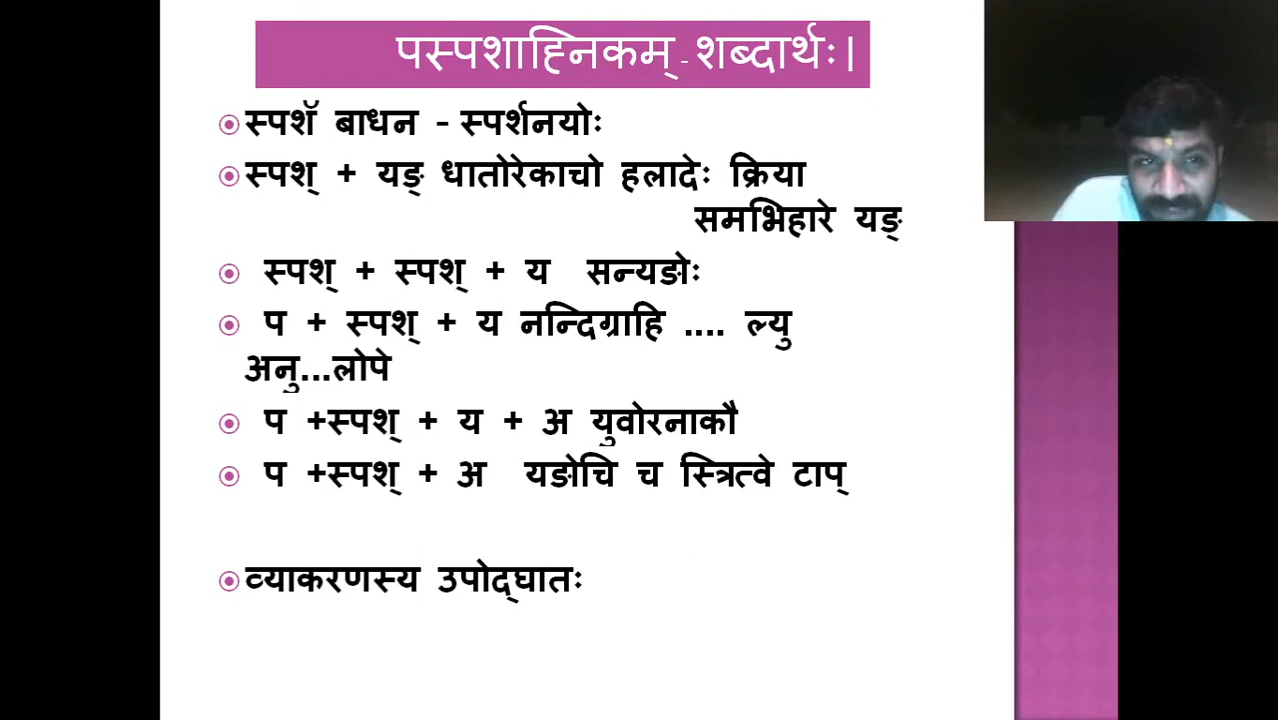 पस्पशाह्निकम् - शब्दार्थः।
स्पशॅ बाधन - स्पर्शनयोः
स्पश् + यङ् धातोरेकाचो हलादेः क्रिया
समभिहारे यङ्
स्पश् + स्पश् + य सन्यङोः
प + स्पश् + य नन्दिग्राहि .... ल्यु
अनु...लोपे
प +स्पश् + य + अ युवोरनाकौ
प +स्पश् + अ यङोचि च स्त्रित्वे टाप्
व्याकरणस्य उपोद्घातः